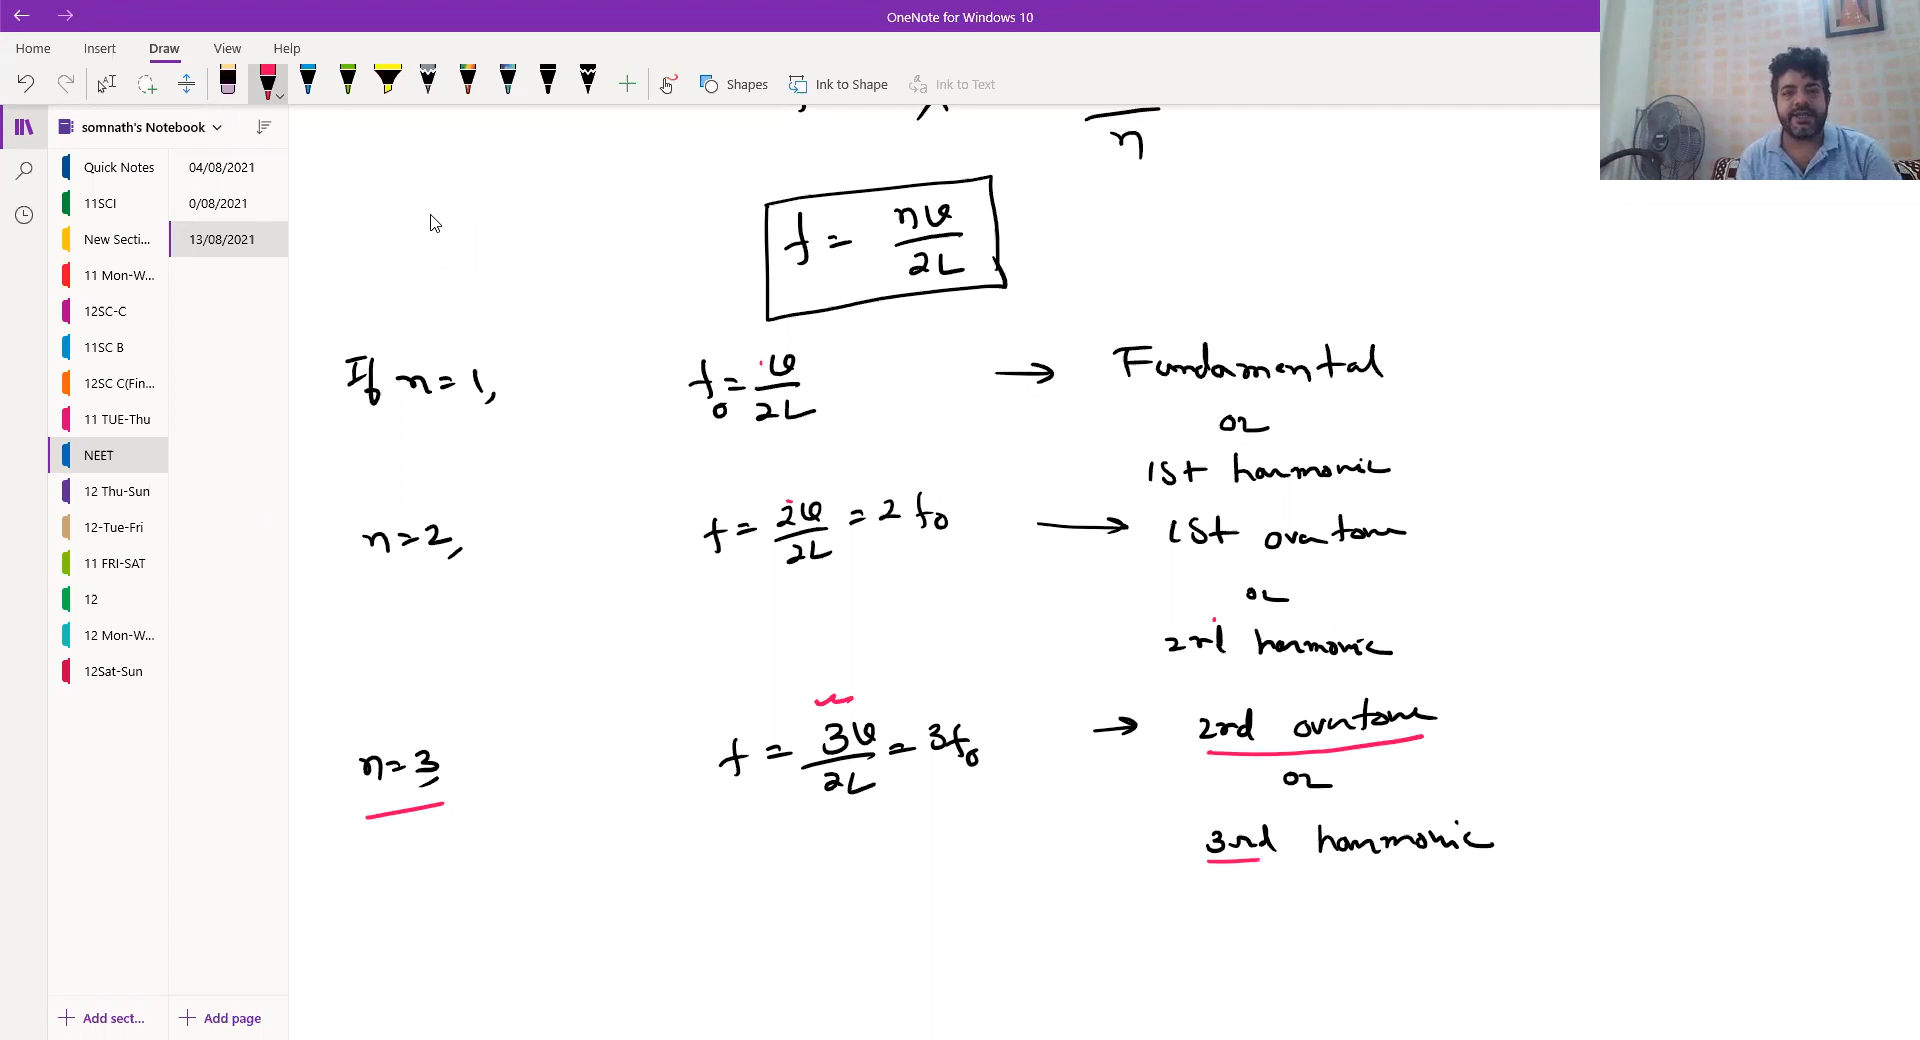 OneNote for Windows 10
Home Insert Draw View Help
Shapes Ink to Shape Ink to Text
somnath's Notebook
Quick Notes
11SCI
New Secti...
11 Mon-W...
12SC-C
11SC B
12SC C(Fin...
11 TUE-Thu
NEET
12 Thu-Sun
12-Tue-Fri
11 FRI-SAT
12
12 Mon-W...
12Sat-Sun
Add sect...
04/08/2021
0/08/2021
13/08/2021
Add page
n
f = nv/2L
If n=1, f₀ = v/2L → Fundamental
or
1st harmonic
n=2, f = 2v/2L = 2f₀ → 1st overtone
or
harmonic
n=3, f = 3v/2L = 3f₀ → 2rd overtone
or
3rd harmonic